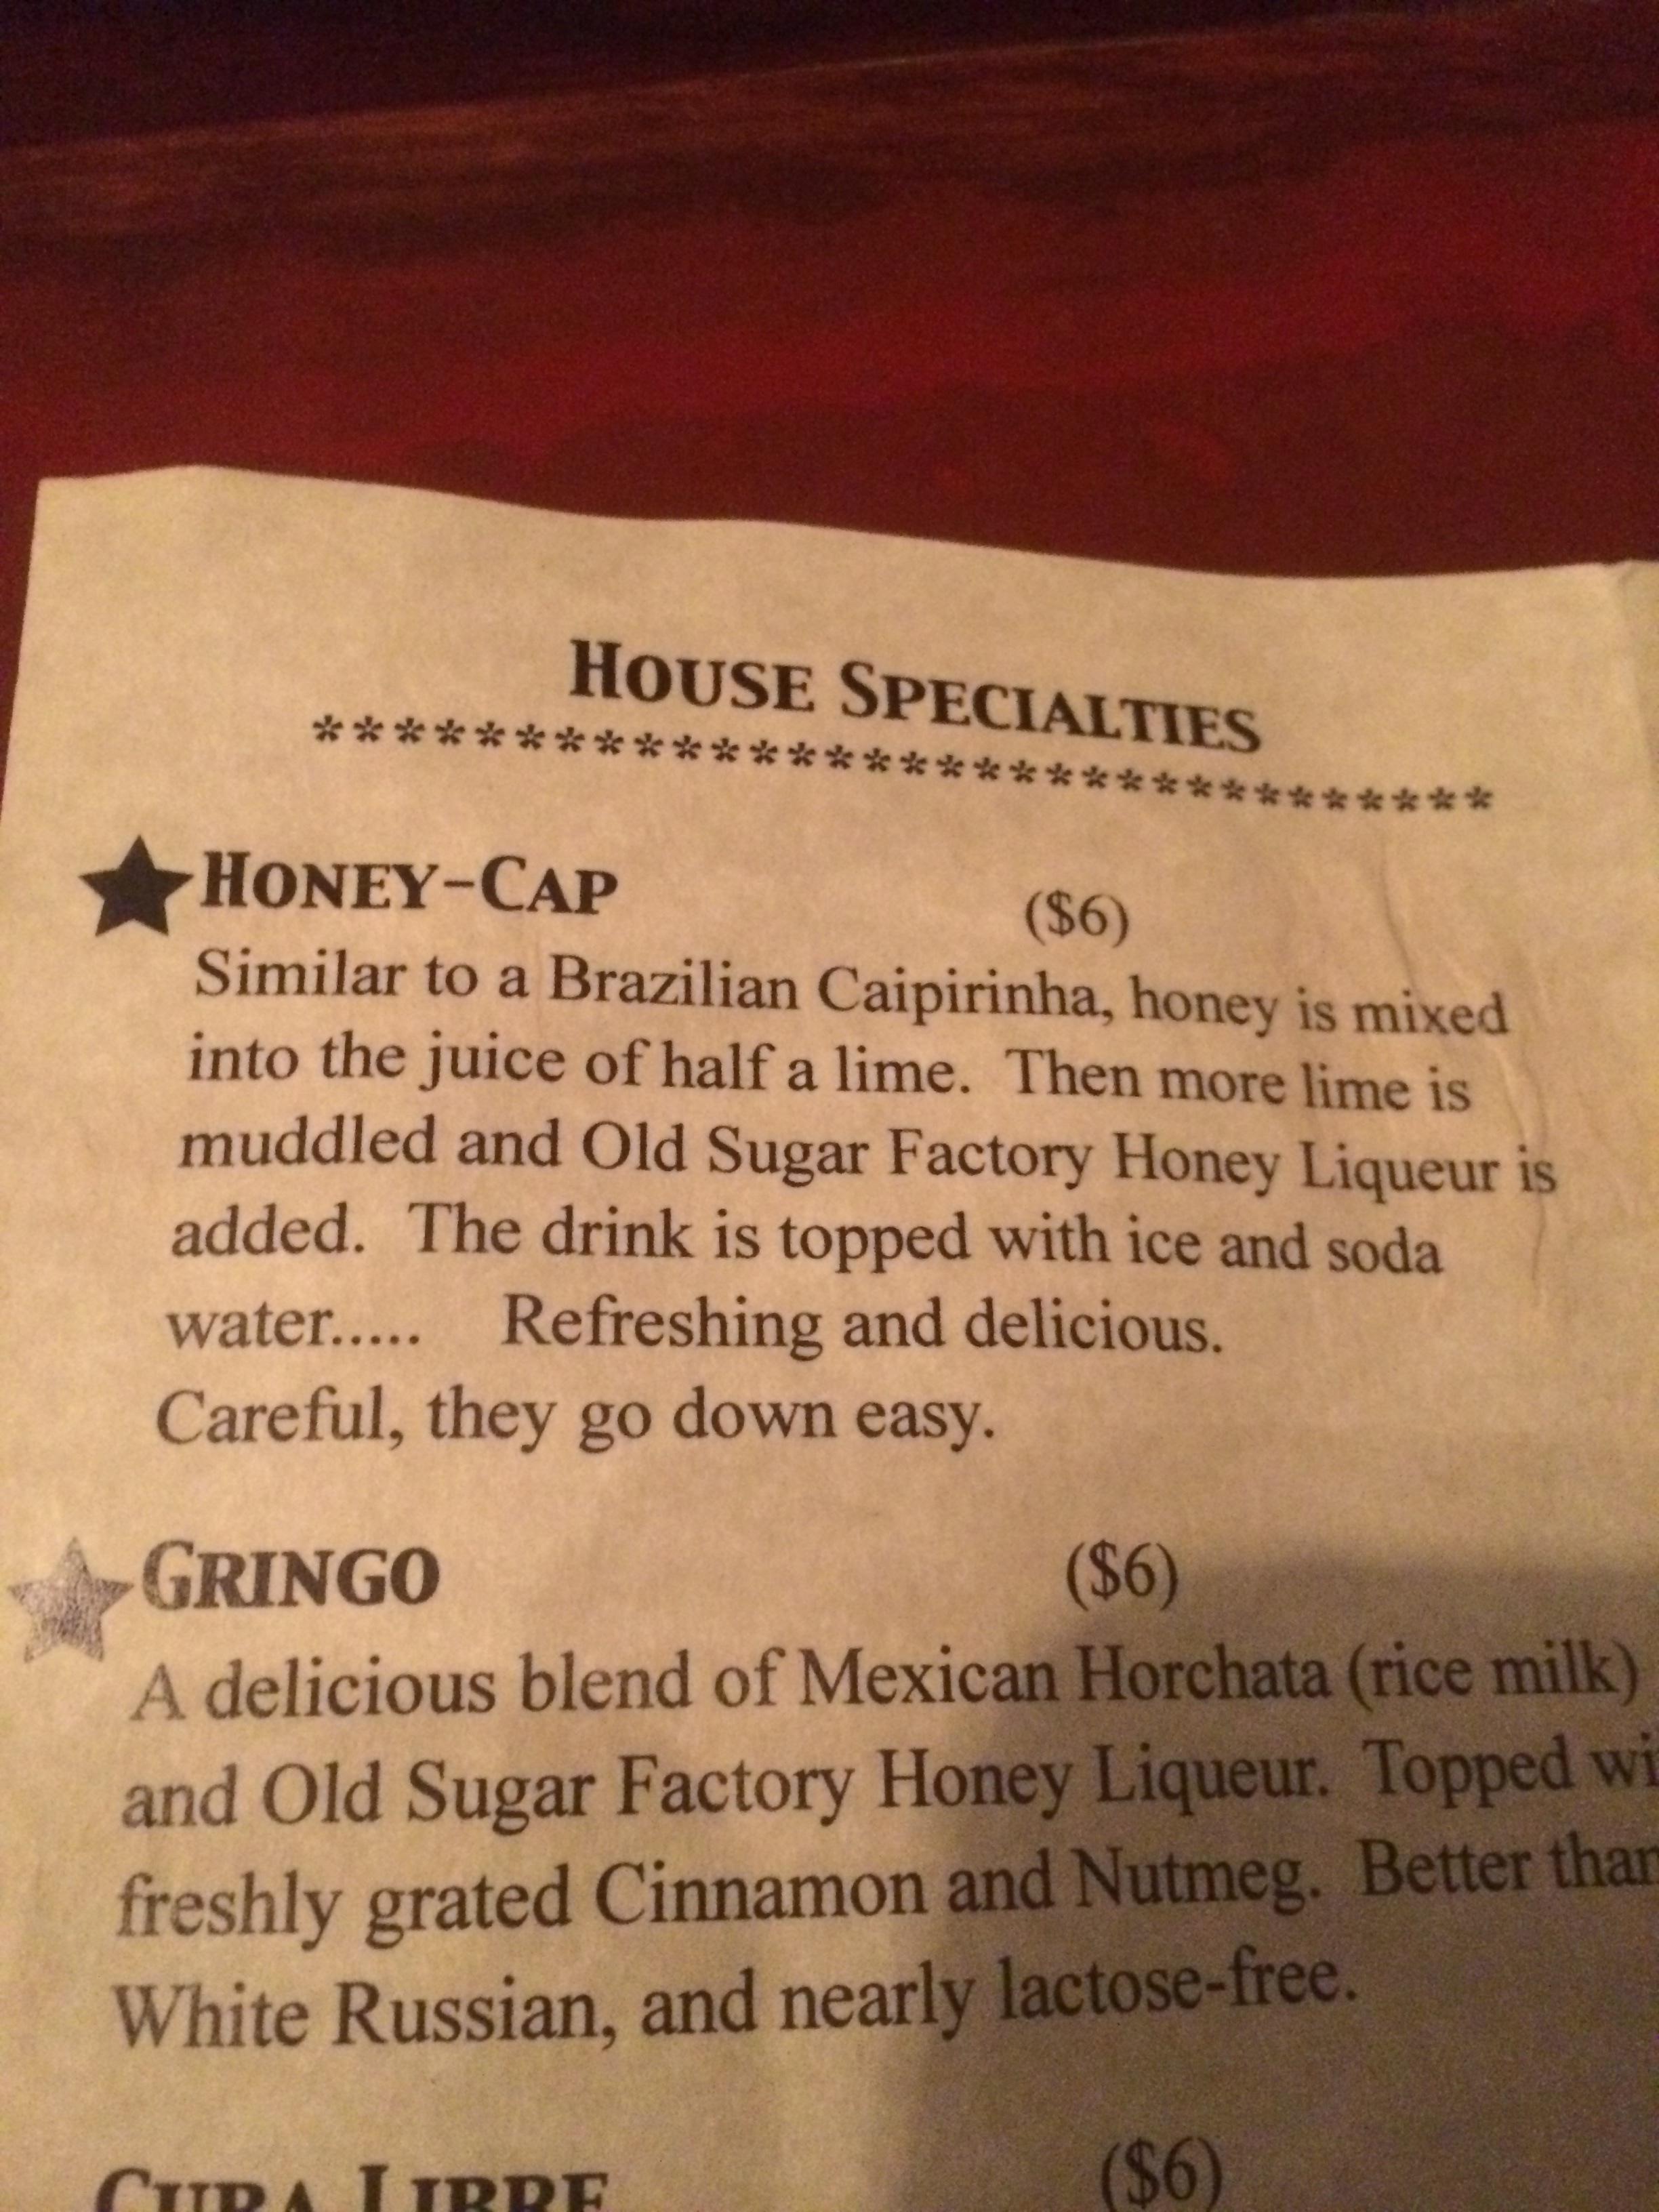 HOUSE SPECIALTIES
******************************
HONEY-CAP ($6)
Similar to a Brazilian Caipirinha, honey is mixed
into the juice of half a lime. Then more lime is
muddled and Old Sugar Factory Honey Liqueur is
added. The drink is topped with ice and soda
water..... Refreshing and delicious.
Careful, they go down easy.
GRINGO ($6)
A delicious blend of Mexican Horchata (rice milk)
and Old Sugar Factory Honey Liqueur. Topped wi
freshly grated Cinnamon and Nutmeg. Better than
White Russian, and nearly lactose-free.
CUBA LIBRE ($6)